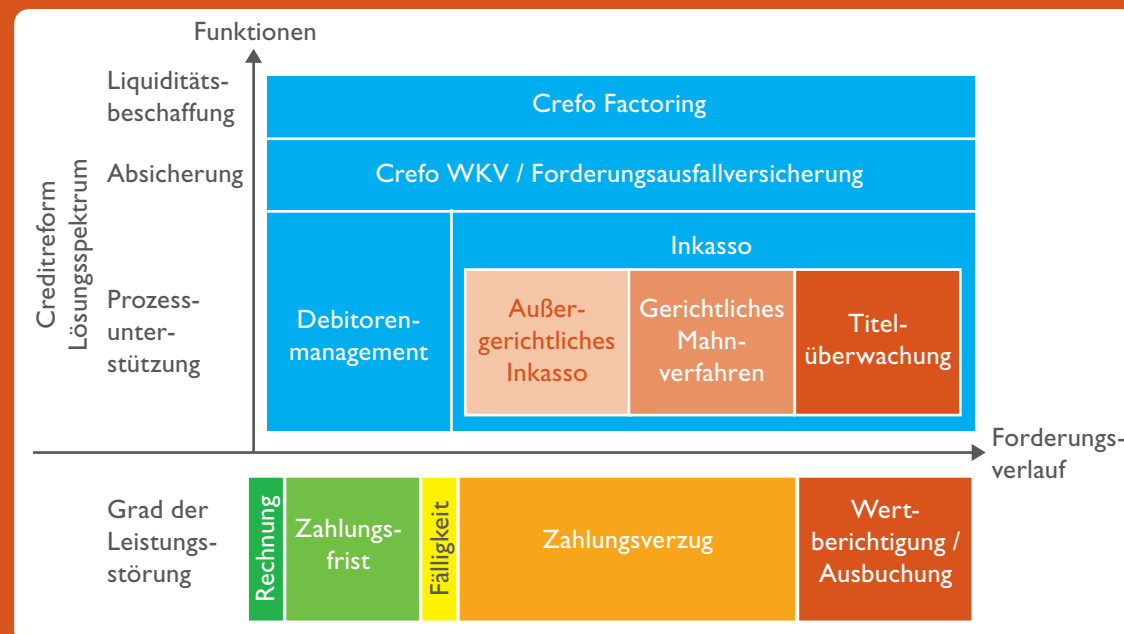 Funktionen
Liquiditäts-
beschaffung
Crefo Factoring
Absicherung
Crefo WKV / Forderungsausfallversicherung
Creditreform
Lösungsspektrum
Prozess-
unter-
stützung
Debitoren-
management
Inkasso
Außer-
gerichtliches
Inkasso
Gerichtliches
Mahn-
verfahren
Titel-
überwachung
Forderungs-
verlauf
Grad der
Leistungs-
störung
Rechnung
Zahlungs-
frist
Fälligkeit
Zahlungsverzug
Wert-
berichtigung /
Ausbuchung